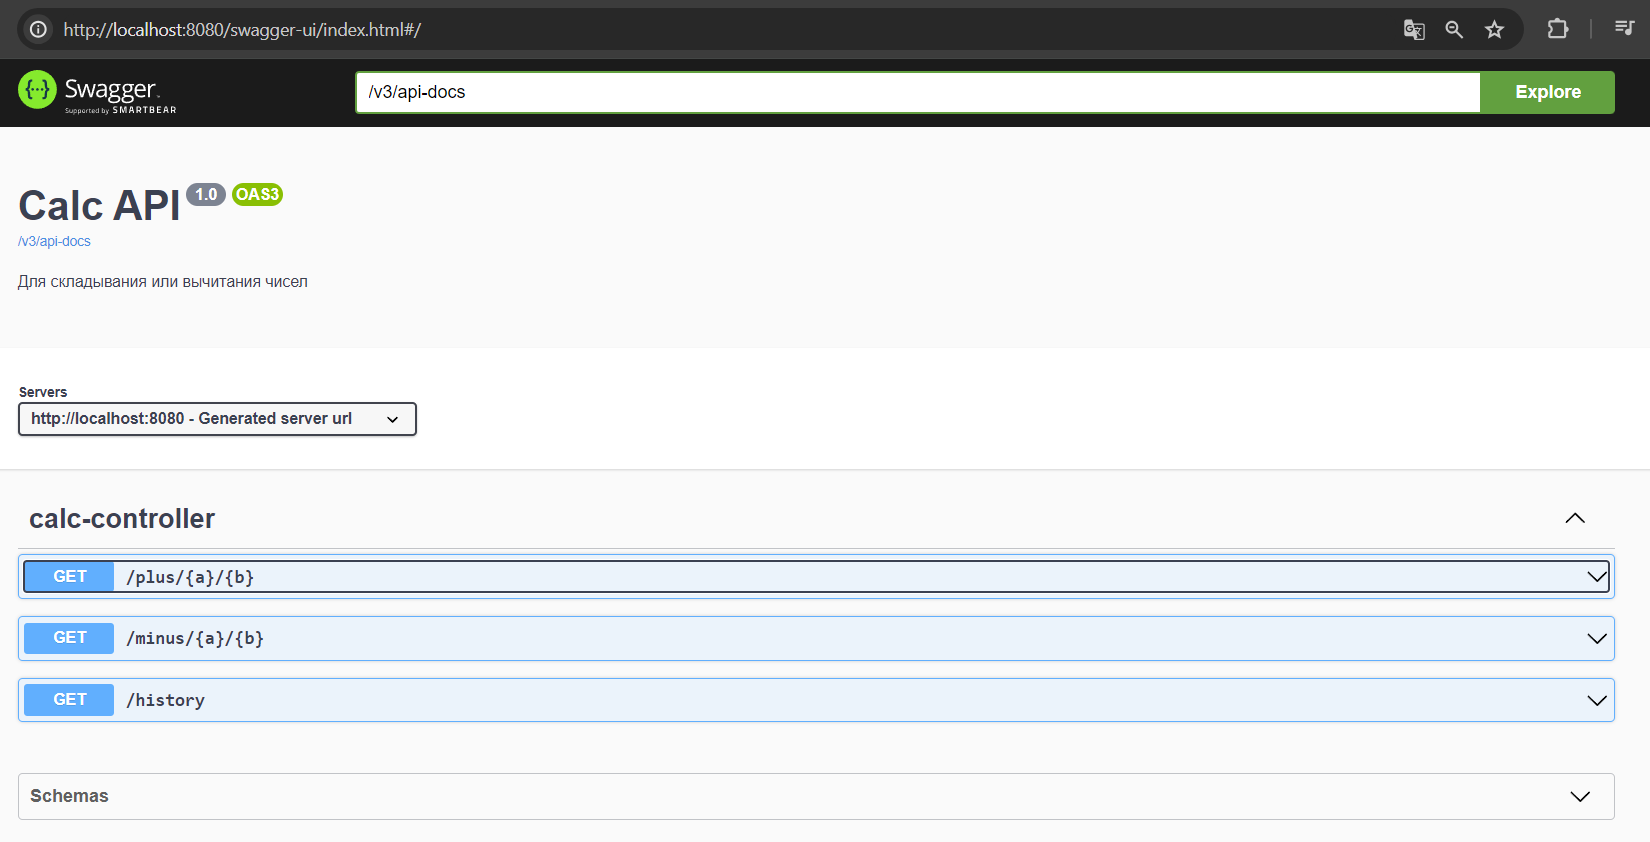 http://localhost:8080/swagger-ui/index.html#/
Swagger
Supported by SMARTBEAR
/v3/api-docs
Explore
Calc API 1.0 OAS3
/v3/api-docs
Для складывания или вычитания чисел
Servers
http://localhost:8080 - Generated server url
calc-controller
GET /plus/{a}/{b}
GET /minus/{a}/{b}
GET /history
Schemas